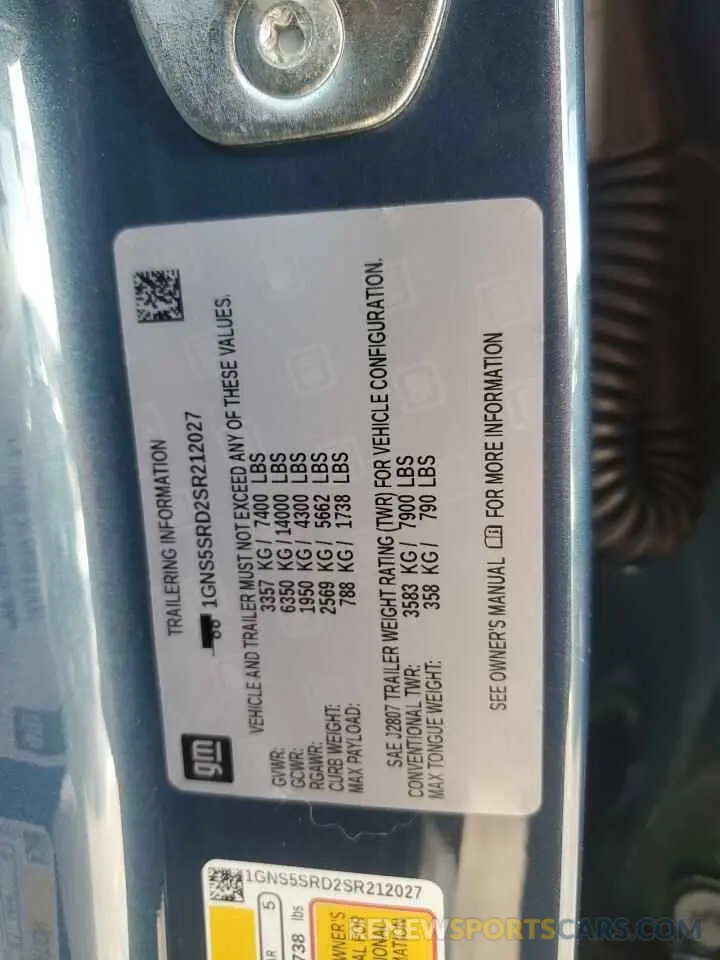 TRAILERING INFORMATION
1GNS5SRD2SR212027
gm
VEHICLE AND TRAILER MUST NOT EXCEED ANY OF THESE VALUES.
GVWR: 3357 KG / 7400 LBS
GCWR: 6350 KG / 14000 LBS
RGAWR: 1950 KG / 4300 LBS
CURB WEIGHT: 2569 KG / 5662 LBS
MAX PAYLOAD: 788 KG / 1738 LBS
SAE J2807 TRAILER WEIGHT RATING (TWR) FOR VEHICLE CONFIGURATION.
CONVENTIONAL TWR: 3583 KG / 7900 LBS
MAX TONGUE WEIGHT: 358 KG / 790 LBS
SEE OWNER'S MANUAL FOR MORE INFORMATION
1GNS5SRD2SR212027
5
738 lbs
RENEWSPORTSCARS.COM